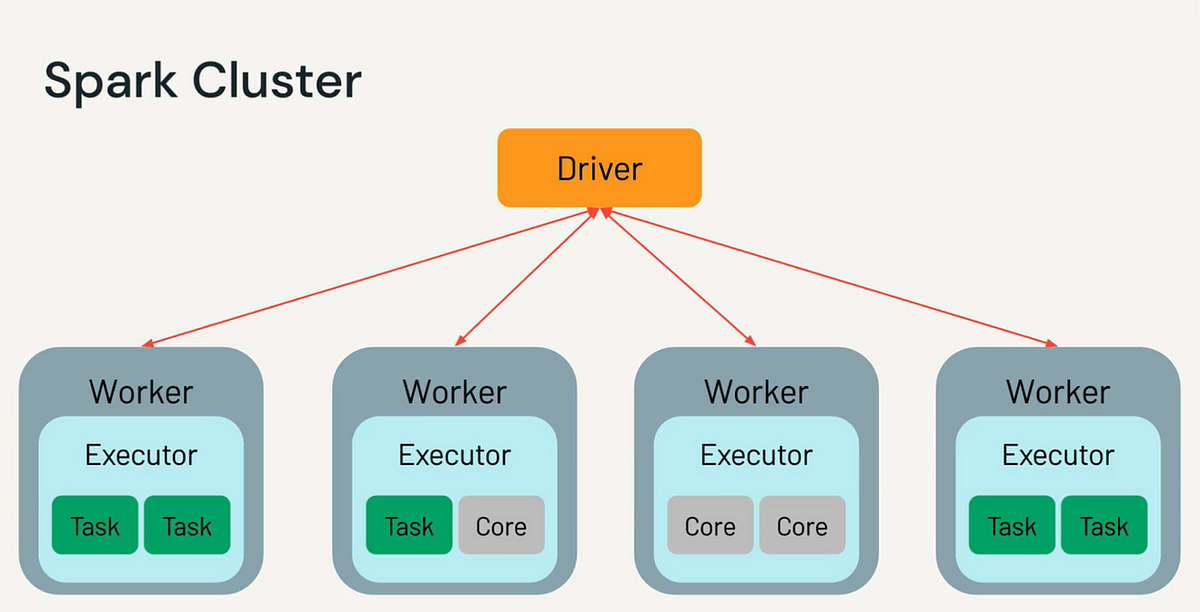 Spark Cluster
Driver
Worker
Worker
Worker
Worker
Executor
Executor
Executor
Executor
Task
Task
Task
Core
Core
Core
Task
Task